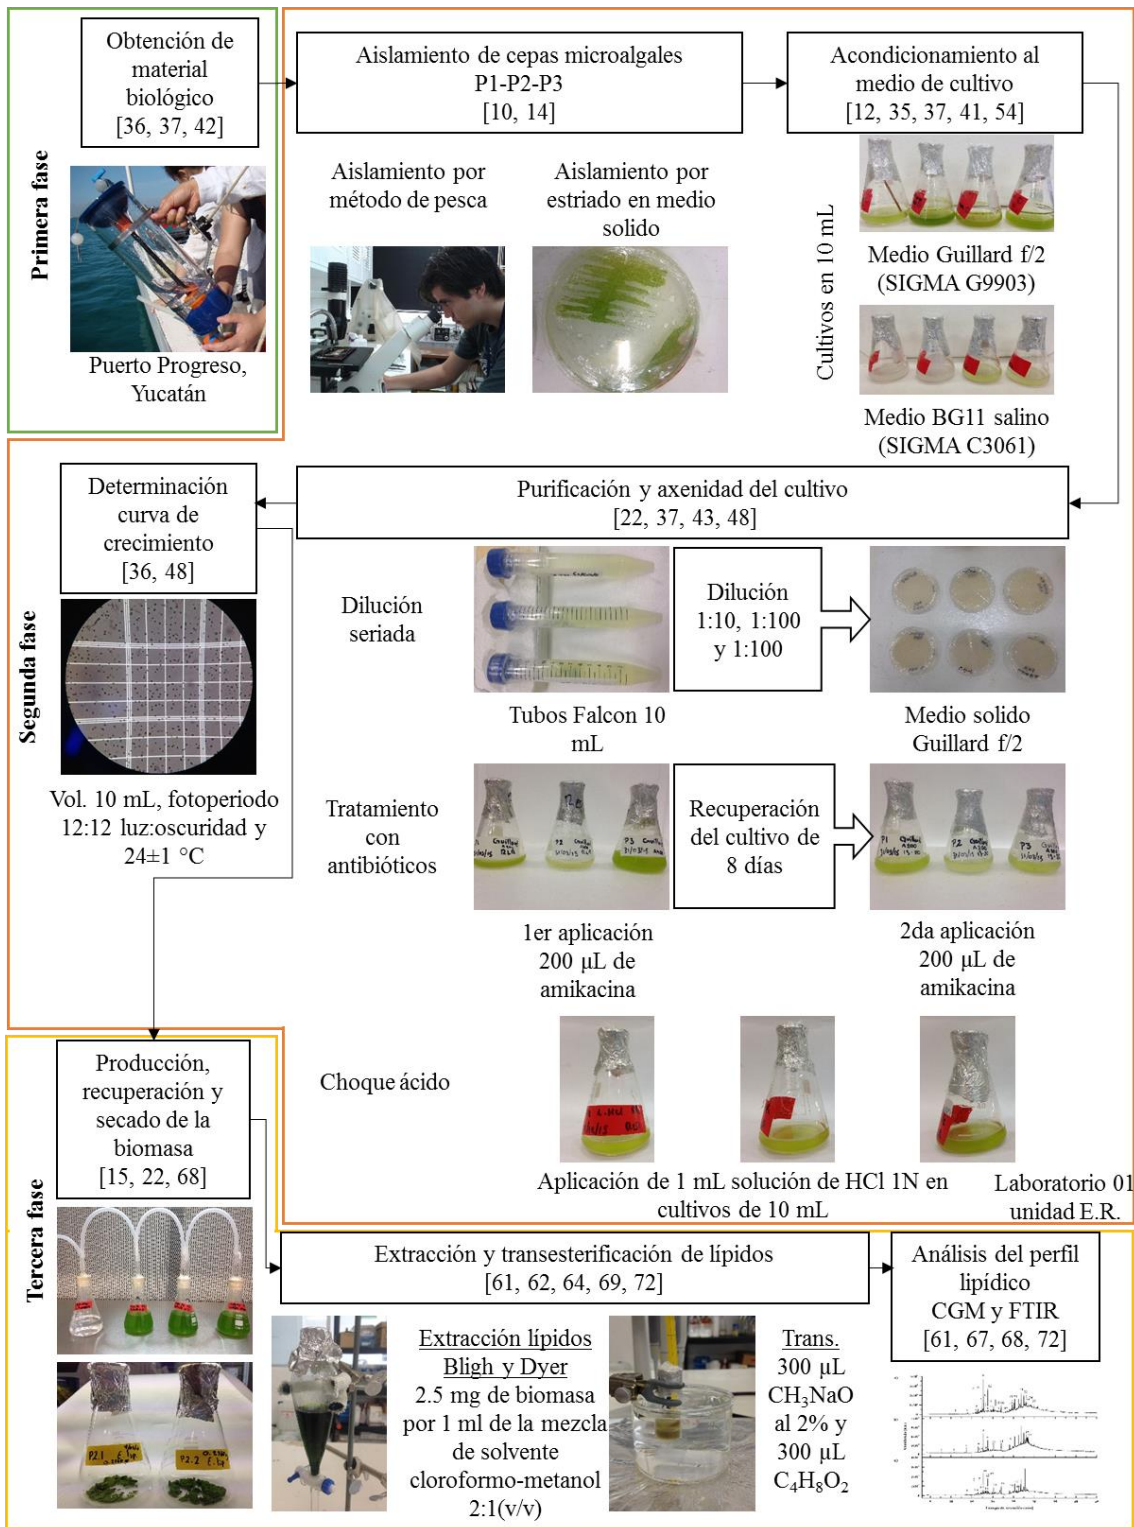 Primera fase
Obtención de
material
biológico
[36, 37, 42]
Puerto Progreso,
Yucatán
Aislamiento de cepas microalgales
P1-P2-P3
[10, 14]
Aislamiento por
método de pesca
Aislamiento por
estriado en medio
solido
Acondicionamiento al
medio de cultivo
[12, 35, 37, 41, 54]
Cultivos en 10 mL
Medio Guillard f/2
(SIGMA G9903)
Medio BG11 salino
(SIGMA C3061)
Segunda fase
Purificación y axenidad del cultivo
[22, 37, 43, 48]
Determinación
curva de
crecimiento
[36, 48]
Vol. 10 mL, fotoperiodo
12:12 luz:oscuridad y
24±1 °C
Dilución
seriada
Tubos Falcon 10
mL
Dilución
1:10, 1:100
y 1:100
Medio solido
Guillard f/2
Tratamiento
con
antibióticos
1er aplicación
200 µL de
amikacina
Recuperación
del cultivo de
8 días
2da aplicación
200 µL de
amikacina
Choque ácido
Aplicación de 1 mL solución de HCl 1N en
cultivos de 10 mL
Laboratorio 01
unidad E.R.
Tercera fase
Producción,
recuperación y
secado de la
biomasa
[15, 22, 68]
P2.1
P2.2
Extracción y transesterificación de lípidos
[61, 62, 64, 69, 72]
Extracción lípidos
Bligh y Dyer
2.5 mg de biomasa
por 1 ml de la mezcla
de solvente
cloroformo-metanol
2:1(v/v)
Trans.
300 µL
CH₃NaO
al 2% y
300 µL
C₄H₈O₂
Análisis del perfil
lipídico
CGM y FTIR
[61, 67, 68, 72]